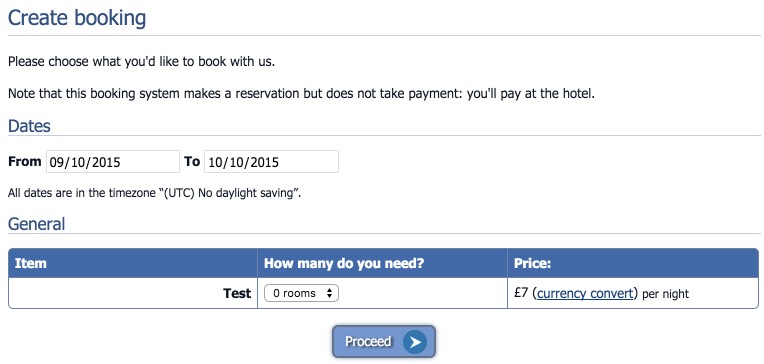 Create booking
Please choose what you'd like to book with us.
Note that this booking system makes a reservation but does not take payment: you'll pay at the hotel.
Dates
From 09/10/2015 To 10/10/2015
All dates are in the timezone “(UTC) No daylight saving”.
General
Item How many do you need? Price:
Test 0 rooms £7 (currency convert) per night
Proceed